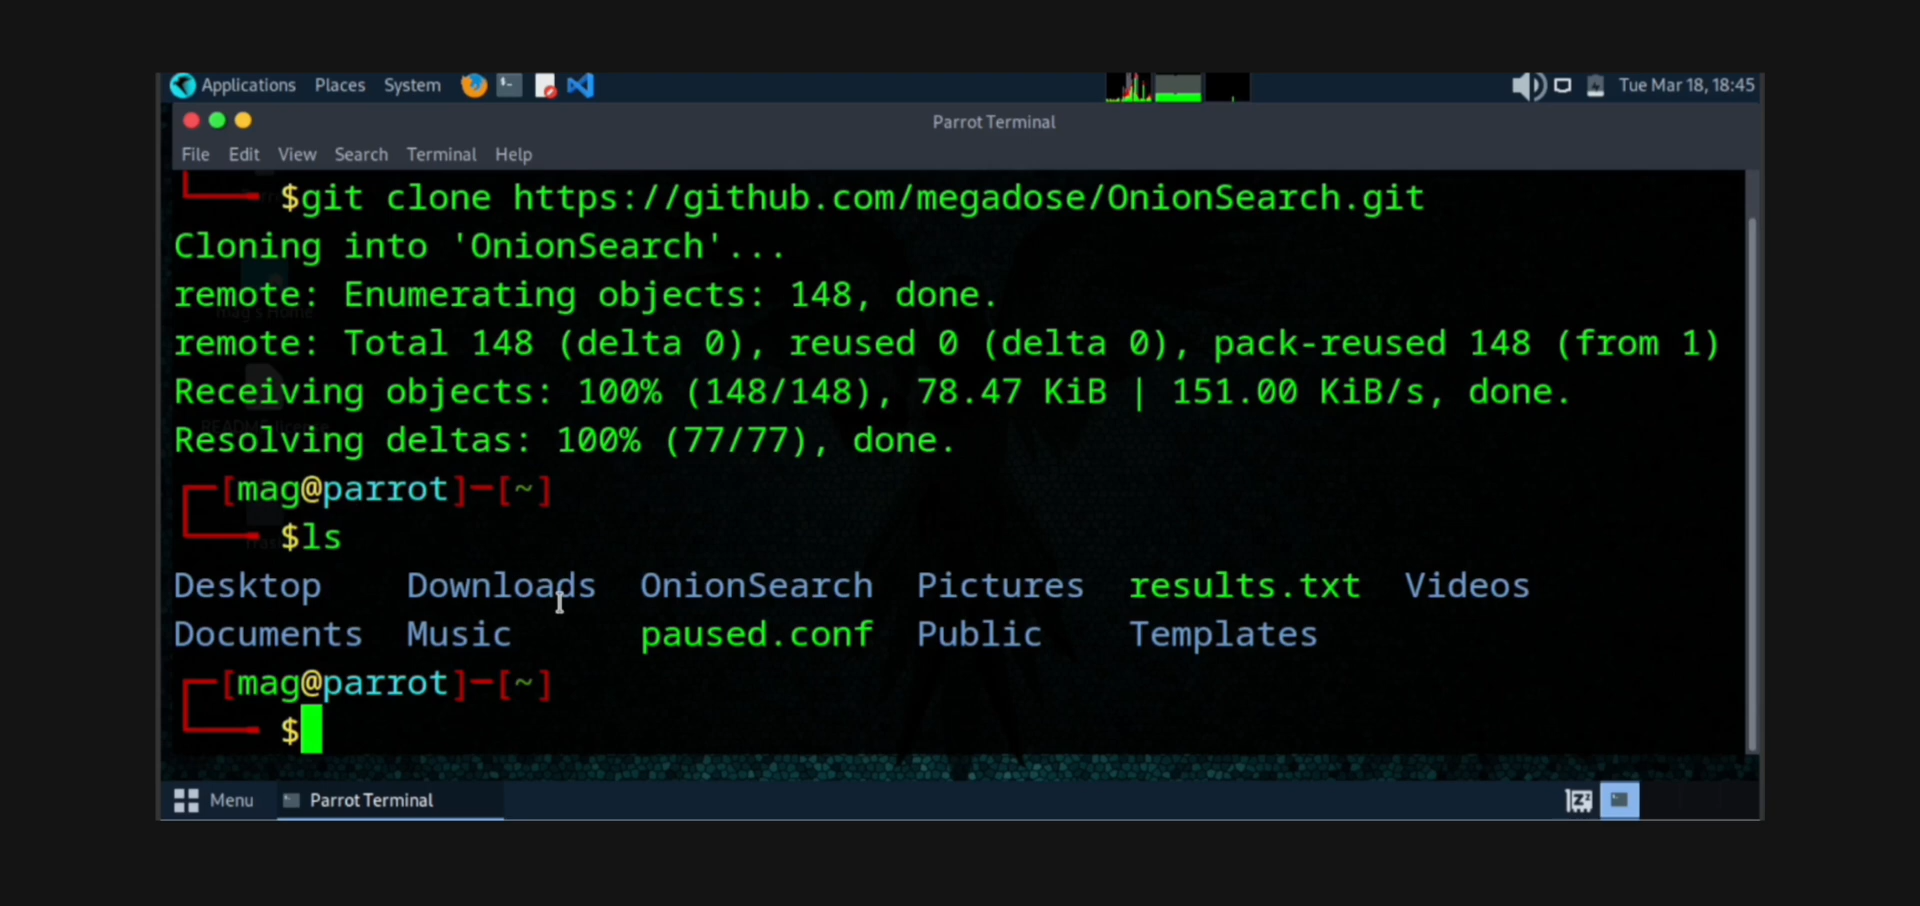 Applications Places System Tue Mar 18, 18:45
Parrot Terminal
File Edit View Search Terminal Help
$git clone https://github.com/megadose/OnionSearch.git
Cloning into 'OnionSearch'...
remote: Enumerating objects: 148, done.
remote: Total 148 (delta 0), reused 0 (delta 0), pack-reused 148 (from 1)
Receiving objects: 100% (148/148), 78.47 KiB | 151.00 KiB/s, done.
Resolving deltas: 100% (77/77), done.
┌─[mag@parrot]─[~]
└──╼ $ls
Desktop Downloads OnionSearch Pictures results.txt Videos
Documents Music paused.conf Public Templates
┌─[mag@parrot]─[~]
└──╼ $
Menu Parrot Terminal